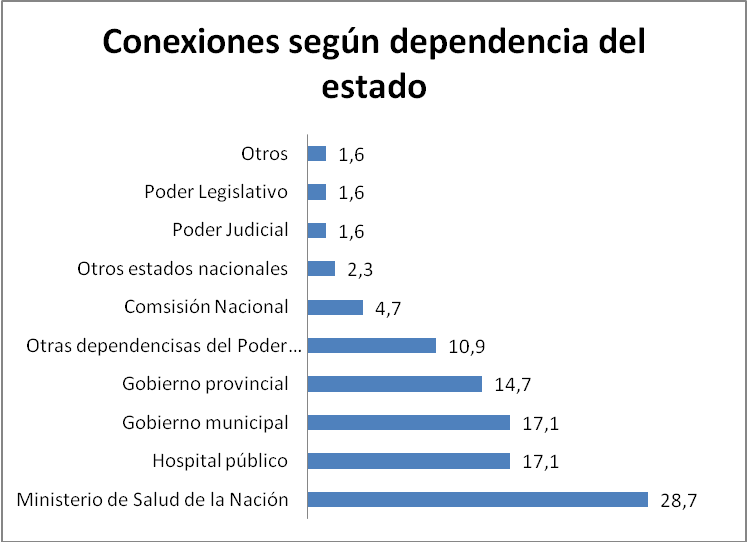 Conexiones según dependencia del
estado
Otros 1,6
Poder Legislativo 1,6
Poder Judicial 1,6
Otros estados nacionales 2,3
Comsisión Nacional 4,7
Otras dependencisas del Poder... 10,9
Gobierno provincial 14,7
Gobierno municipal 17,1
Hospital público 17,1
Ministerio de Salud de la Nación 28,7